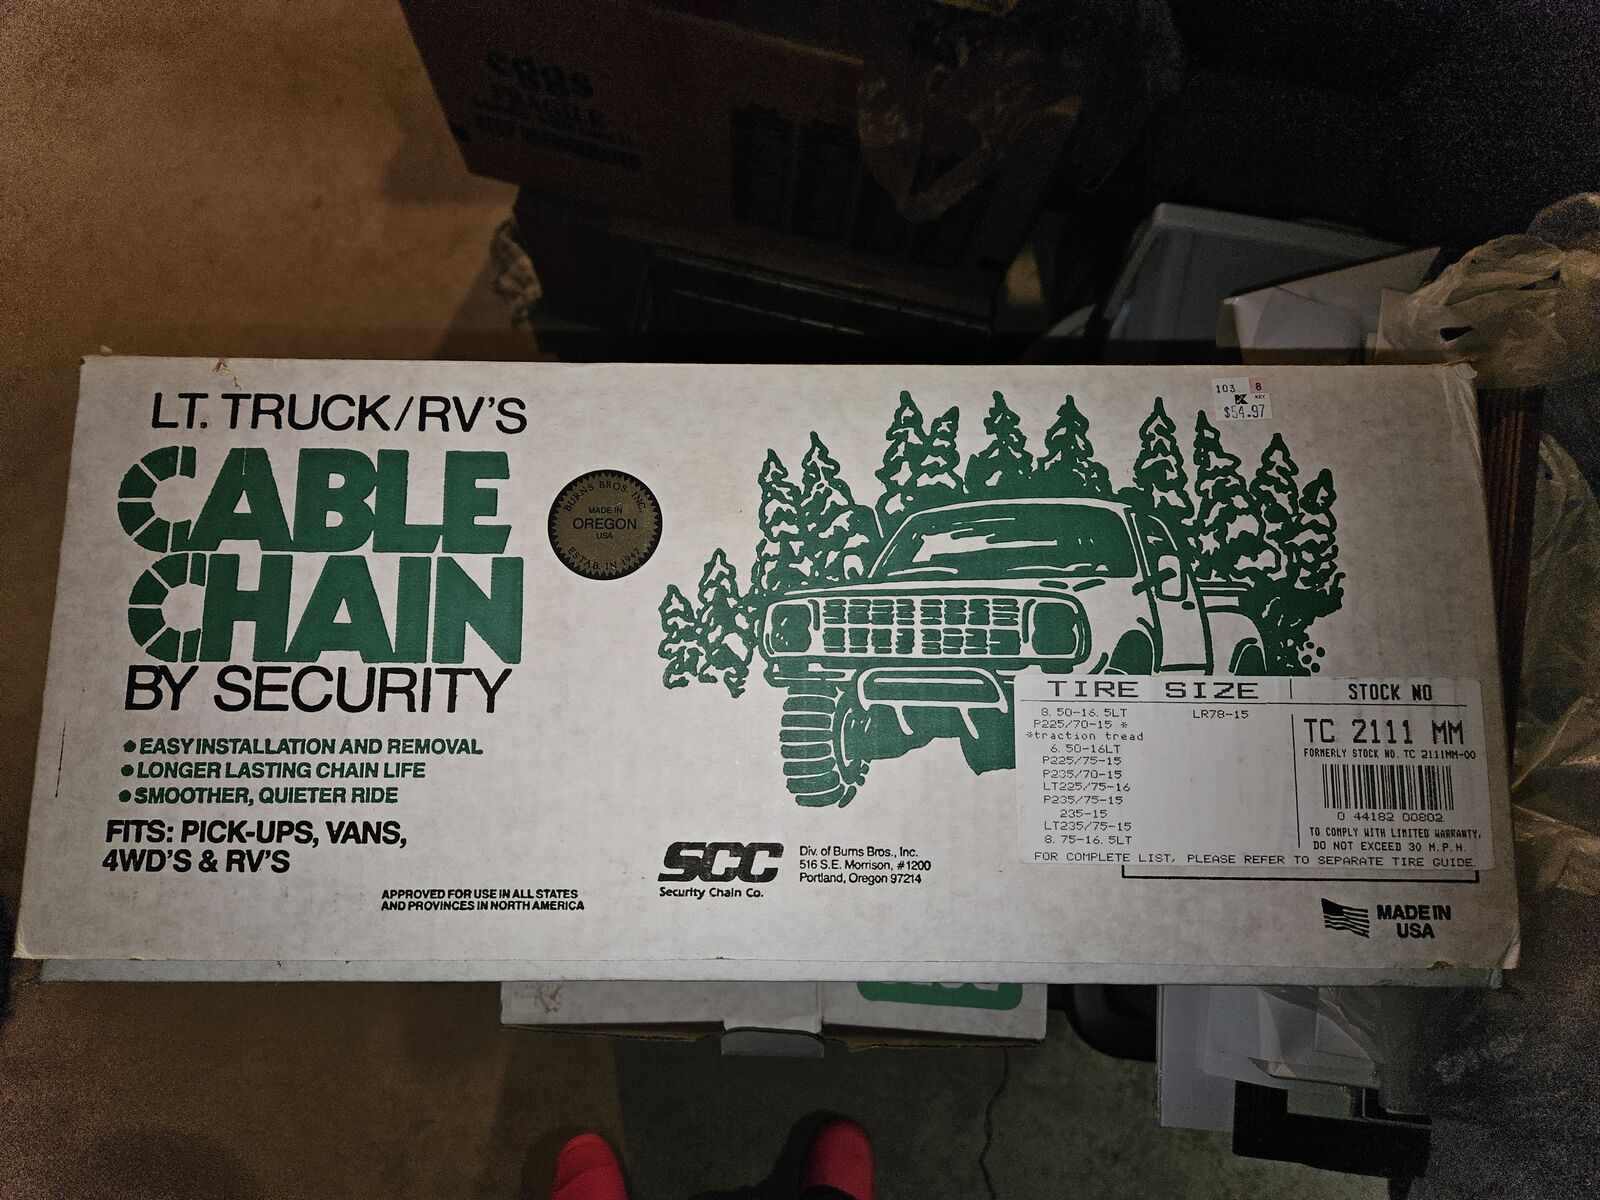 eggs
FRAGILE
LT. TRUCK/RV'S
CABLE
CHAIN
BY SECURITY
• EASY INSTALLATION AND REMOVAL
• LONGER LASTING CHAIN LIFE
• SMOOTHER, QUIETER RIDE
FITS: PICK-UPS, VANS,
4WD'S & RV'S
APPROVED FOR USE IN ALL STATES
AND PROVINCES IN NORTH AMERICA
BURNS BROS. INC.
MADE IN
OREGON
USA
ESTAB. IN 1947
103 8
K KEY
$54.97
SCC
Security Chain Co.
Div. of Burns Bros., Inc.
516 S.E. Morrison, #1200
Portland, Oregon 97214
TIRE SIZE
8.50-16.5LT
P225/70-15 *
*traction tread
6.50-16LT
P225/75-15
P235/70-15
LT225/75-16
P235/75-15
235-15
LT235/75-15
8.75-16.5LT
LR78-15
STOCK NO
TC 2111 MM
FORMERLY STOCK NO. TC 2111MM-00
0 44182 00802
TO COMPLY WITH LIMITED WARRANTY,
DO NOT EXCEED 30 M.P.H.
FOR COMPLETE LIST, PLEASE REFER TO SEPARATE TIRE GUIDE.
MADE IN
USA